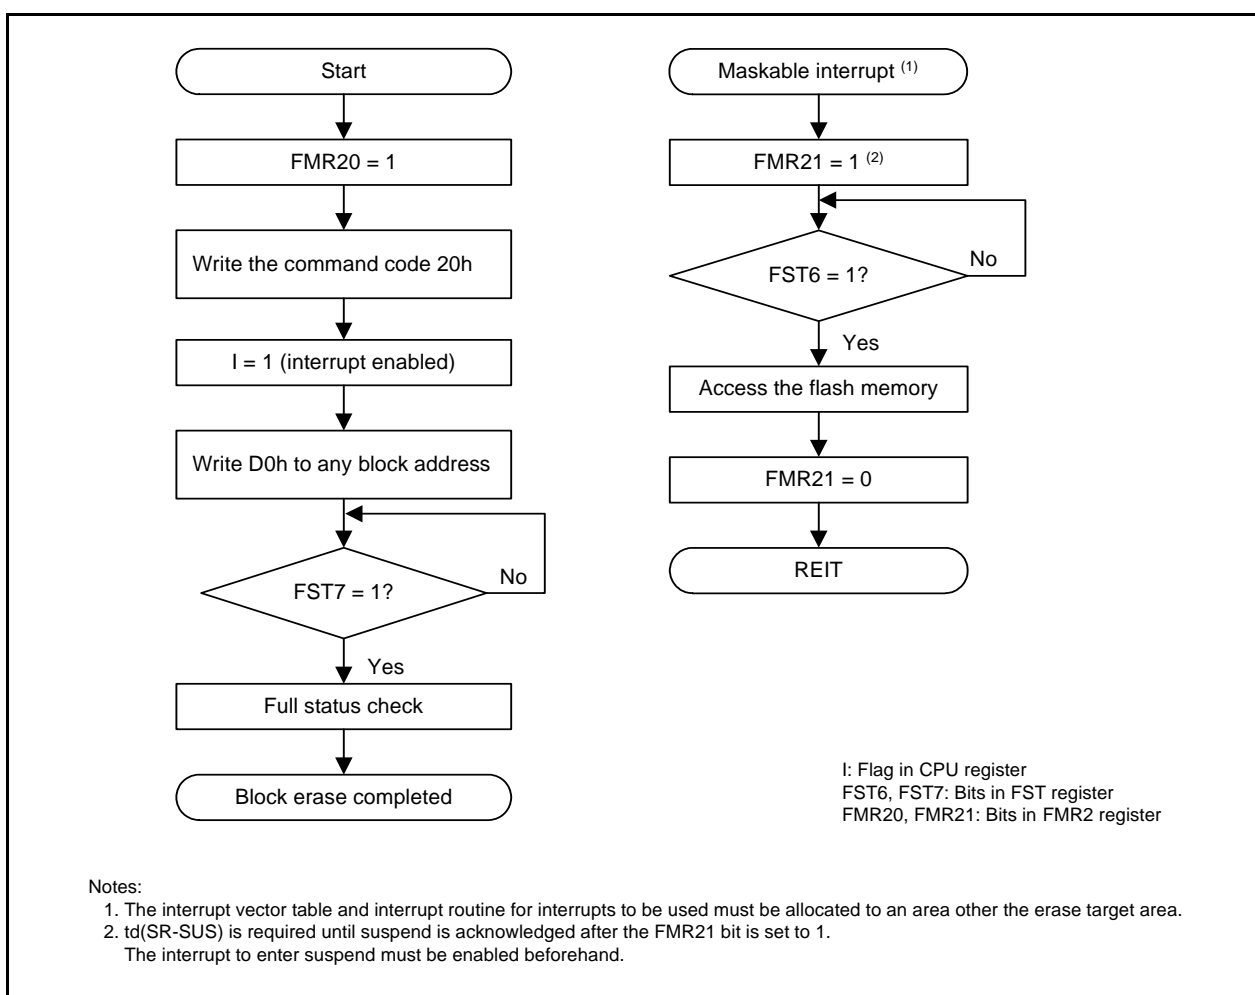 Start
FMR20 = 1
Write the command code 20h
I = 1 (interrupt enabled)
Write D0h to any block address
FST7 = 1?
No
Yes
Full status check
Block erase completed
Maskable interrupt (1)
FMR21 = 1 (2)
FST6 = 1?
No
Yes
Access the flash memory
FMR21 = 0
REIT
I: Flag in CPU register
FST6, FST7: Bits in FST register
FMR20, FMR21: Bits in FMR2 register
Notes:
1. The interrupt vector table and interrupt routine for interrupts to be used must be allocated to an area other the erase target area.
2. td(SR-SUS) is required until suspend is acknowledged after the FMR21 bit is set to 1.
The interrupt to enter suspend must be enabled beforehand.